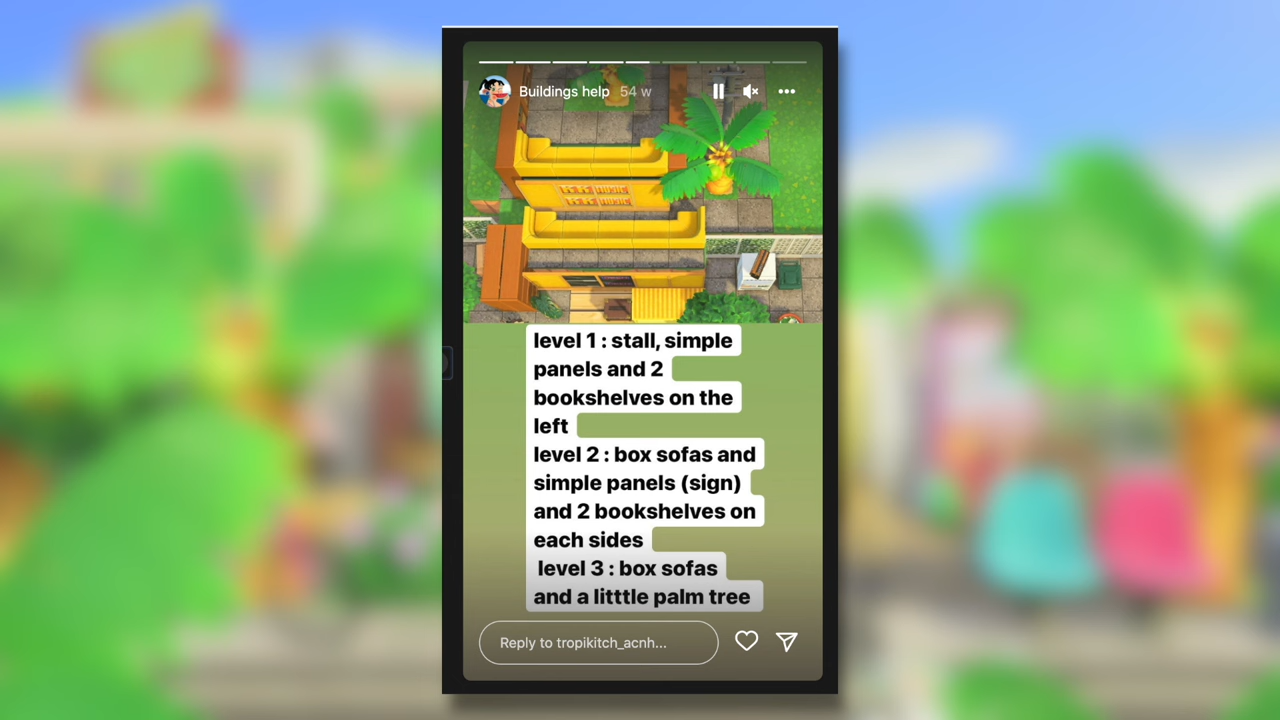 Buildings help 54 w
K.K. MUSIC
K.K. MUSIC
level 1 : stall, simple
panels and 2
bookshelves on the
left
level 2 : box sofas and
simple panels (sign)
and 2 bookshelves on
each sides
level 3 : box sofas
and a litttle palm tree
Reply to tropikitch_acnh...